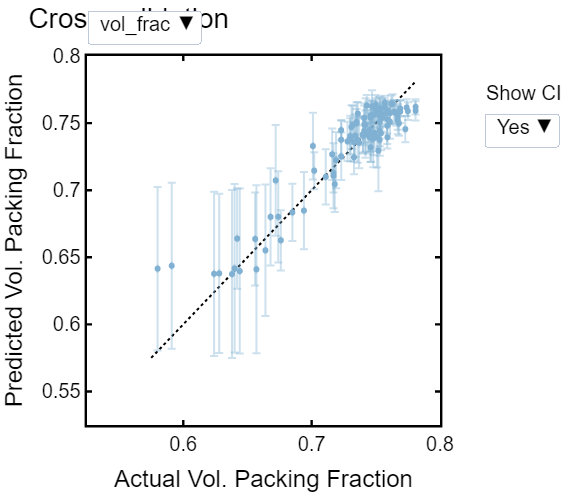 Cros
on
vol_frac ▼
0.8
0.75
0.7
0.65
0.6
0.55
Predicted Vol. Packing Fraction
0.6
0.7
0.8
Actual Vol. Packing Fraction
Show CI
Yes ▼